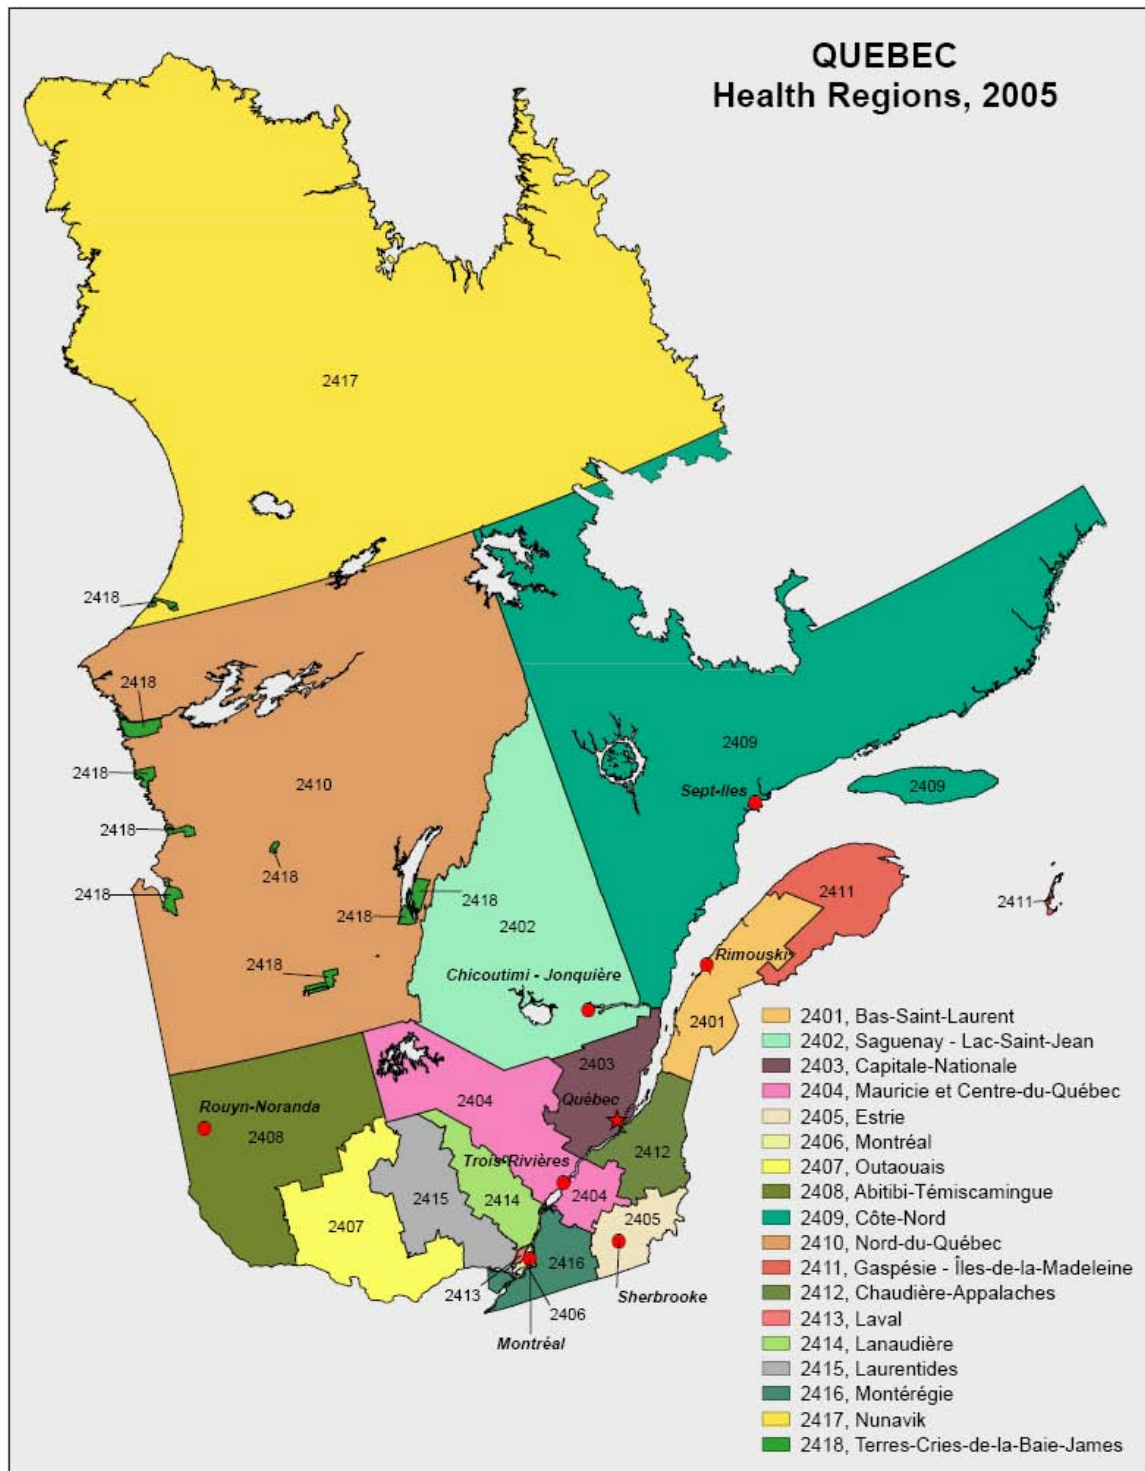 QUEBEC
Health Regions, 2005
2417
2418
2418
2409
2418
2410
Sept-Iles
2409
2418
2418
2411
2418
2418
2418
2402
2411
2418
Rimouski
Chicoutimi - Jonquière
2401
2403
Québec
2404
Rouyn-Noranda
2408
2412
Trois-Rivières
2415
2414
2404
2407
2405
2416
2413
Sherbrooke
2406
Montréal
2401, Bas-Saint-Laurent
2402, Saguenay - Lac-Saint-Jean
2403, Capitale-Nationale
2404, Mauricie et Centre-du-Québec
2405, Estrie
2406, Montréal
2407, Outaouais
2408, Abitibi-Témiscamingue
2409, Côte-Nord
2410, Nord-du-Québec
2411, Gaspésie - Îles-de-la-Madeleine
2412, Chaudière-Appalaches
2413, Laval
2414, Lanaudière
2415, Laurentides
2416, Montérégie
2417, Nunavik
2418, Terres-Cries-de-la-Baie-James